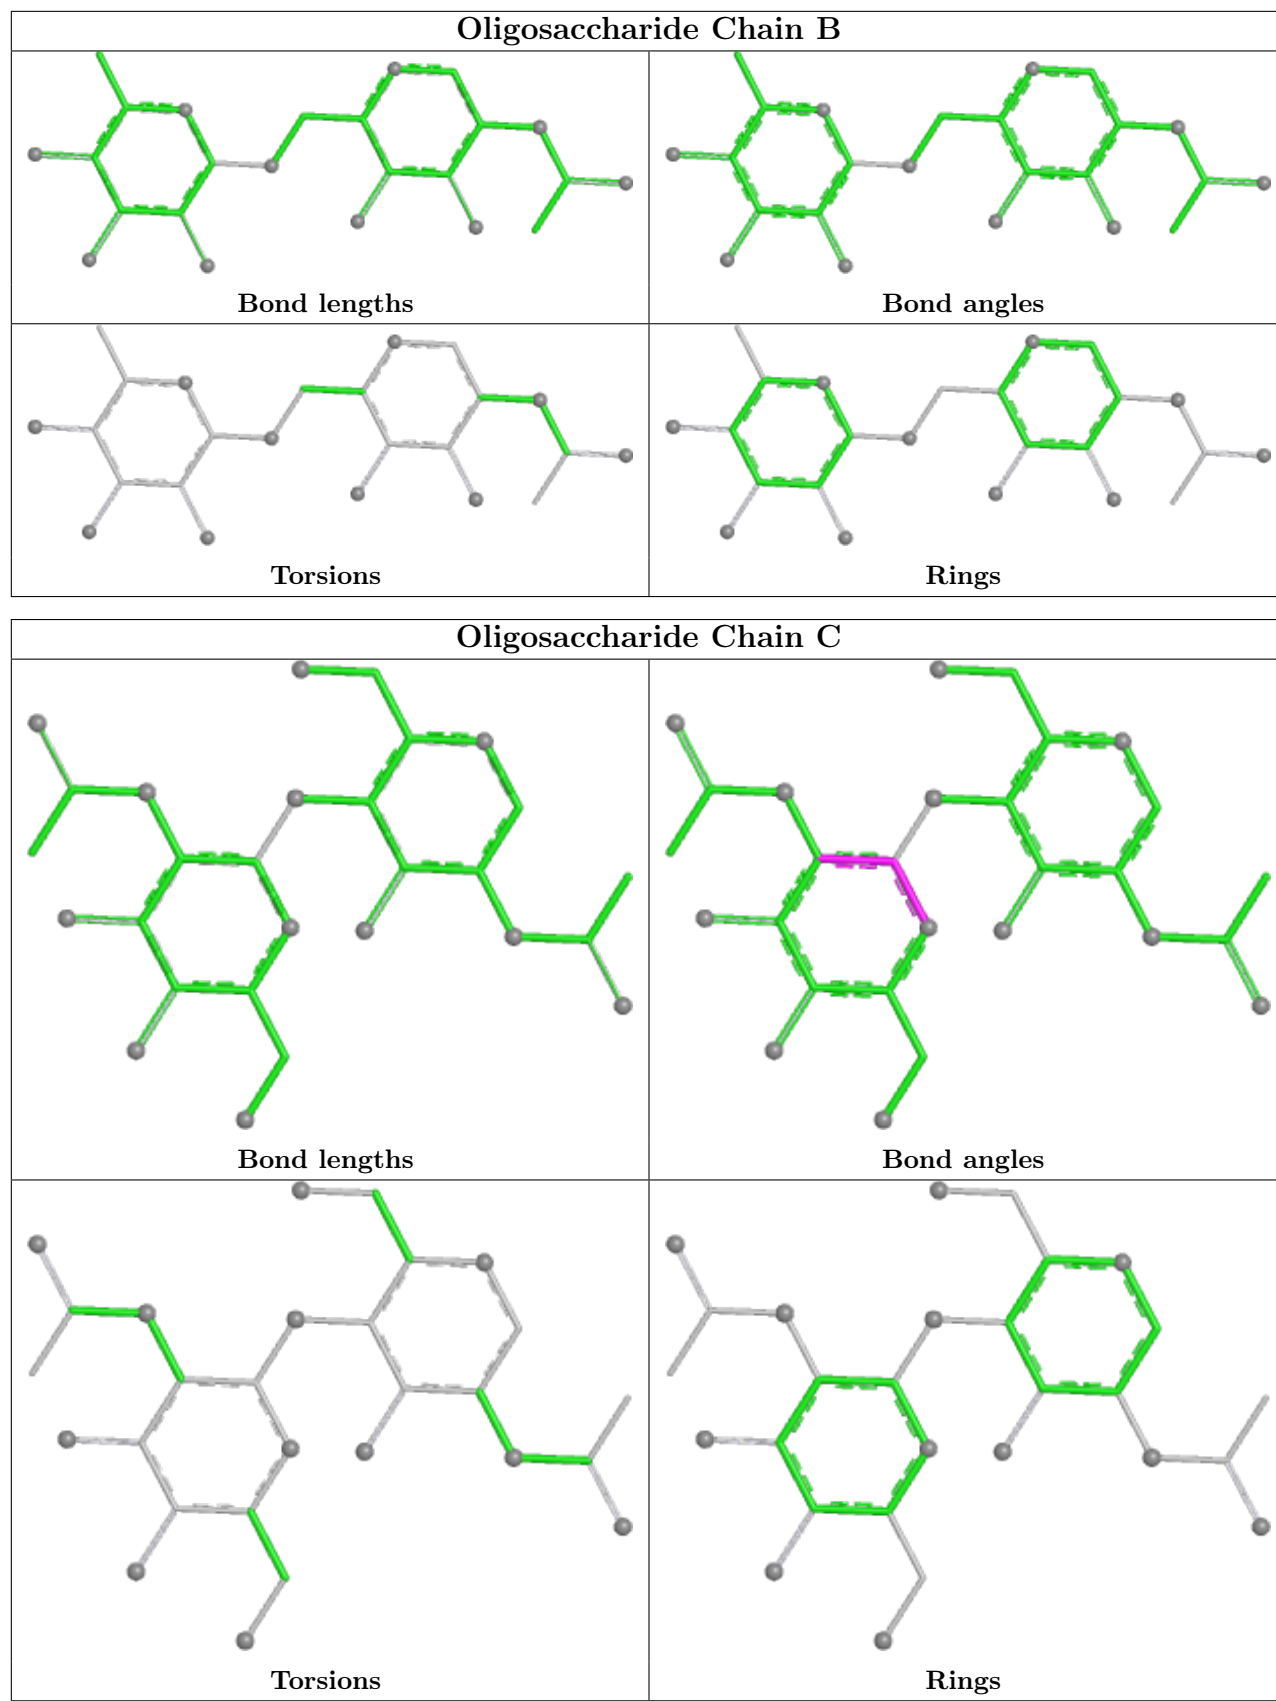 Oligosaccharide Chain B
Bond lengths
Bond angles
Torsions
Rings
Oligosaccharide Chain C
Bond lengths
Bond angles
Torsions
Rings